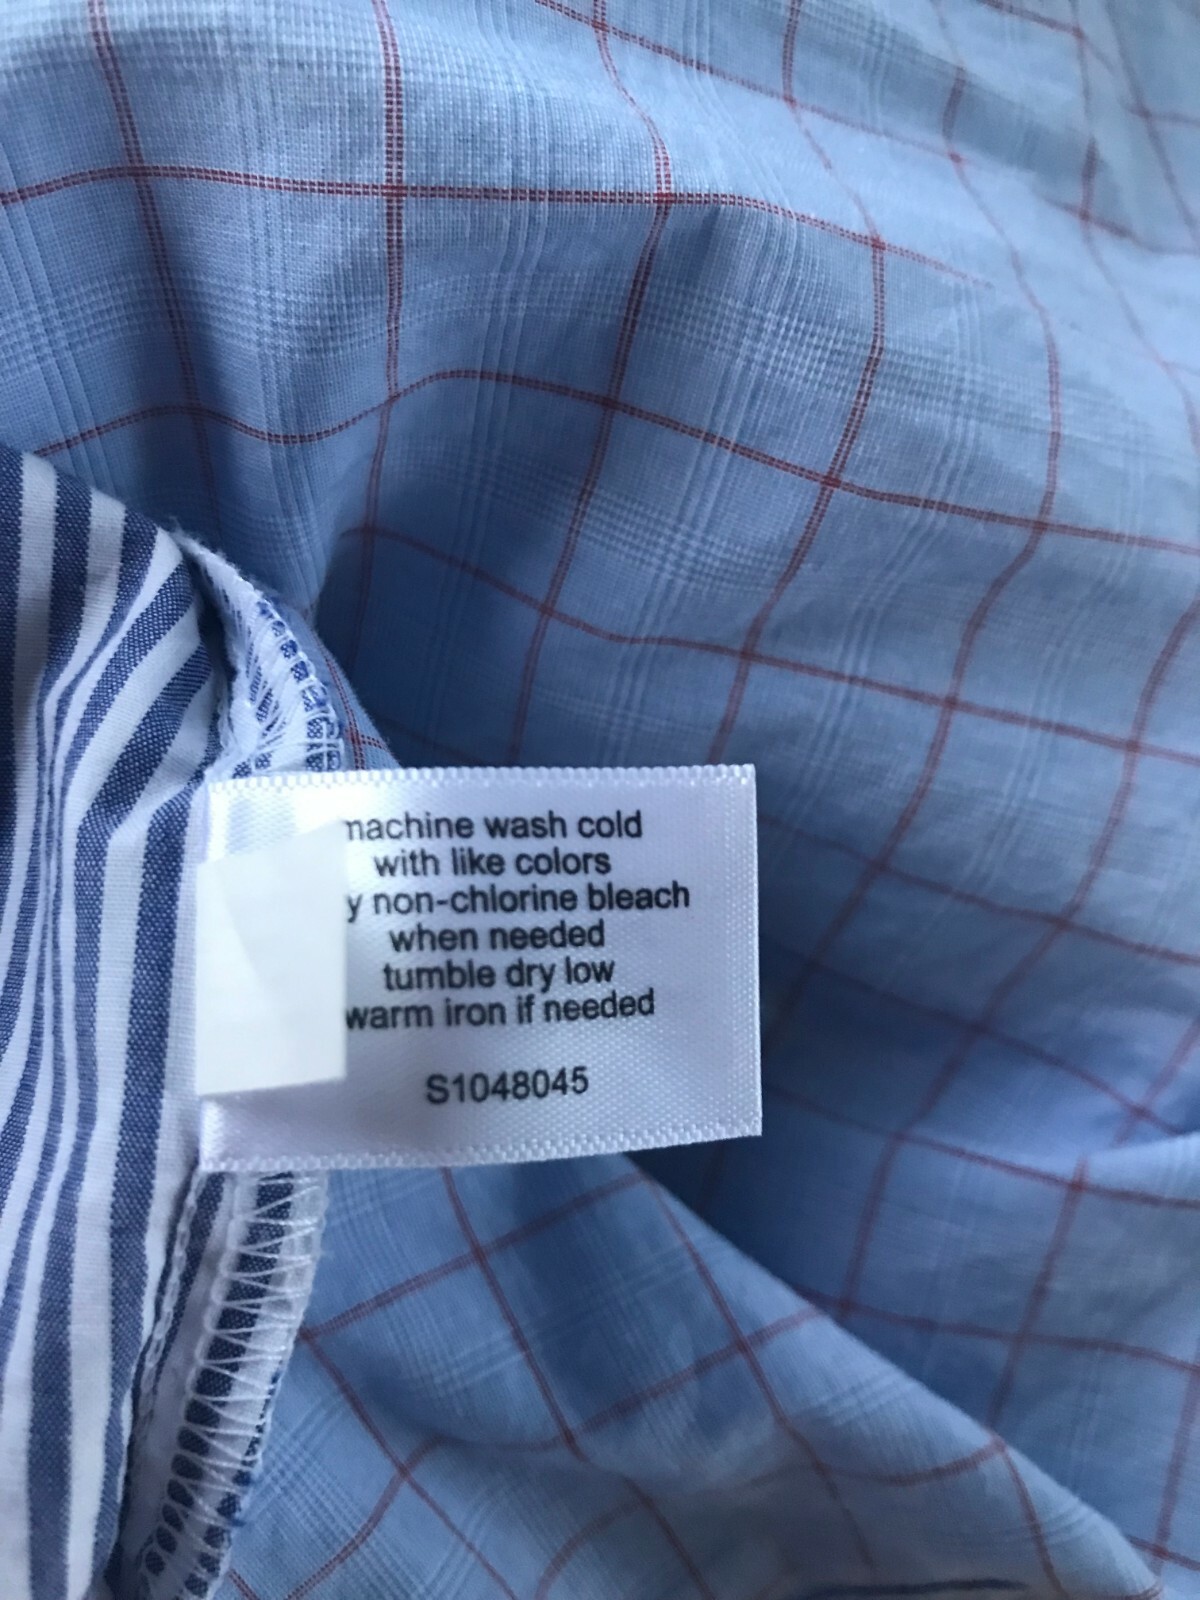 machine wash cold
with like colors
y non-chlorine bleach
when needed
tumble dry low
warm iron if needed
S1048045